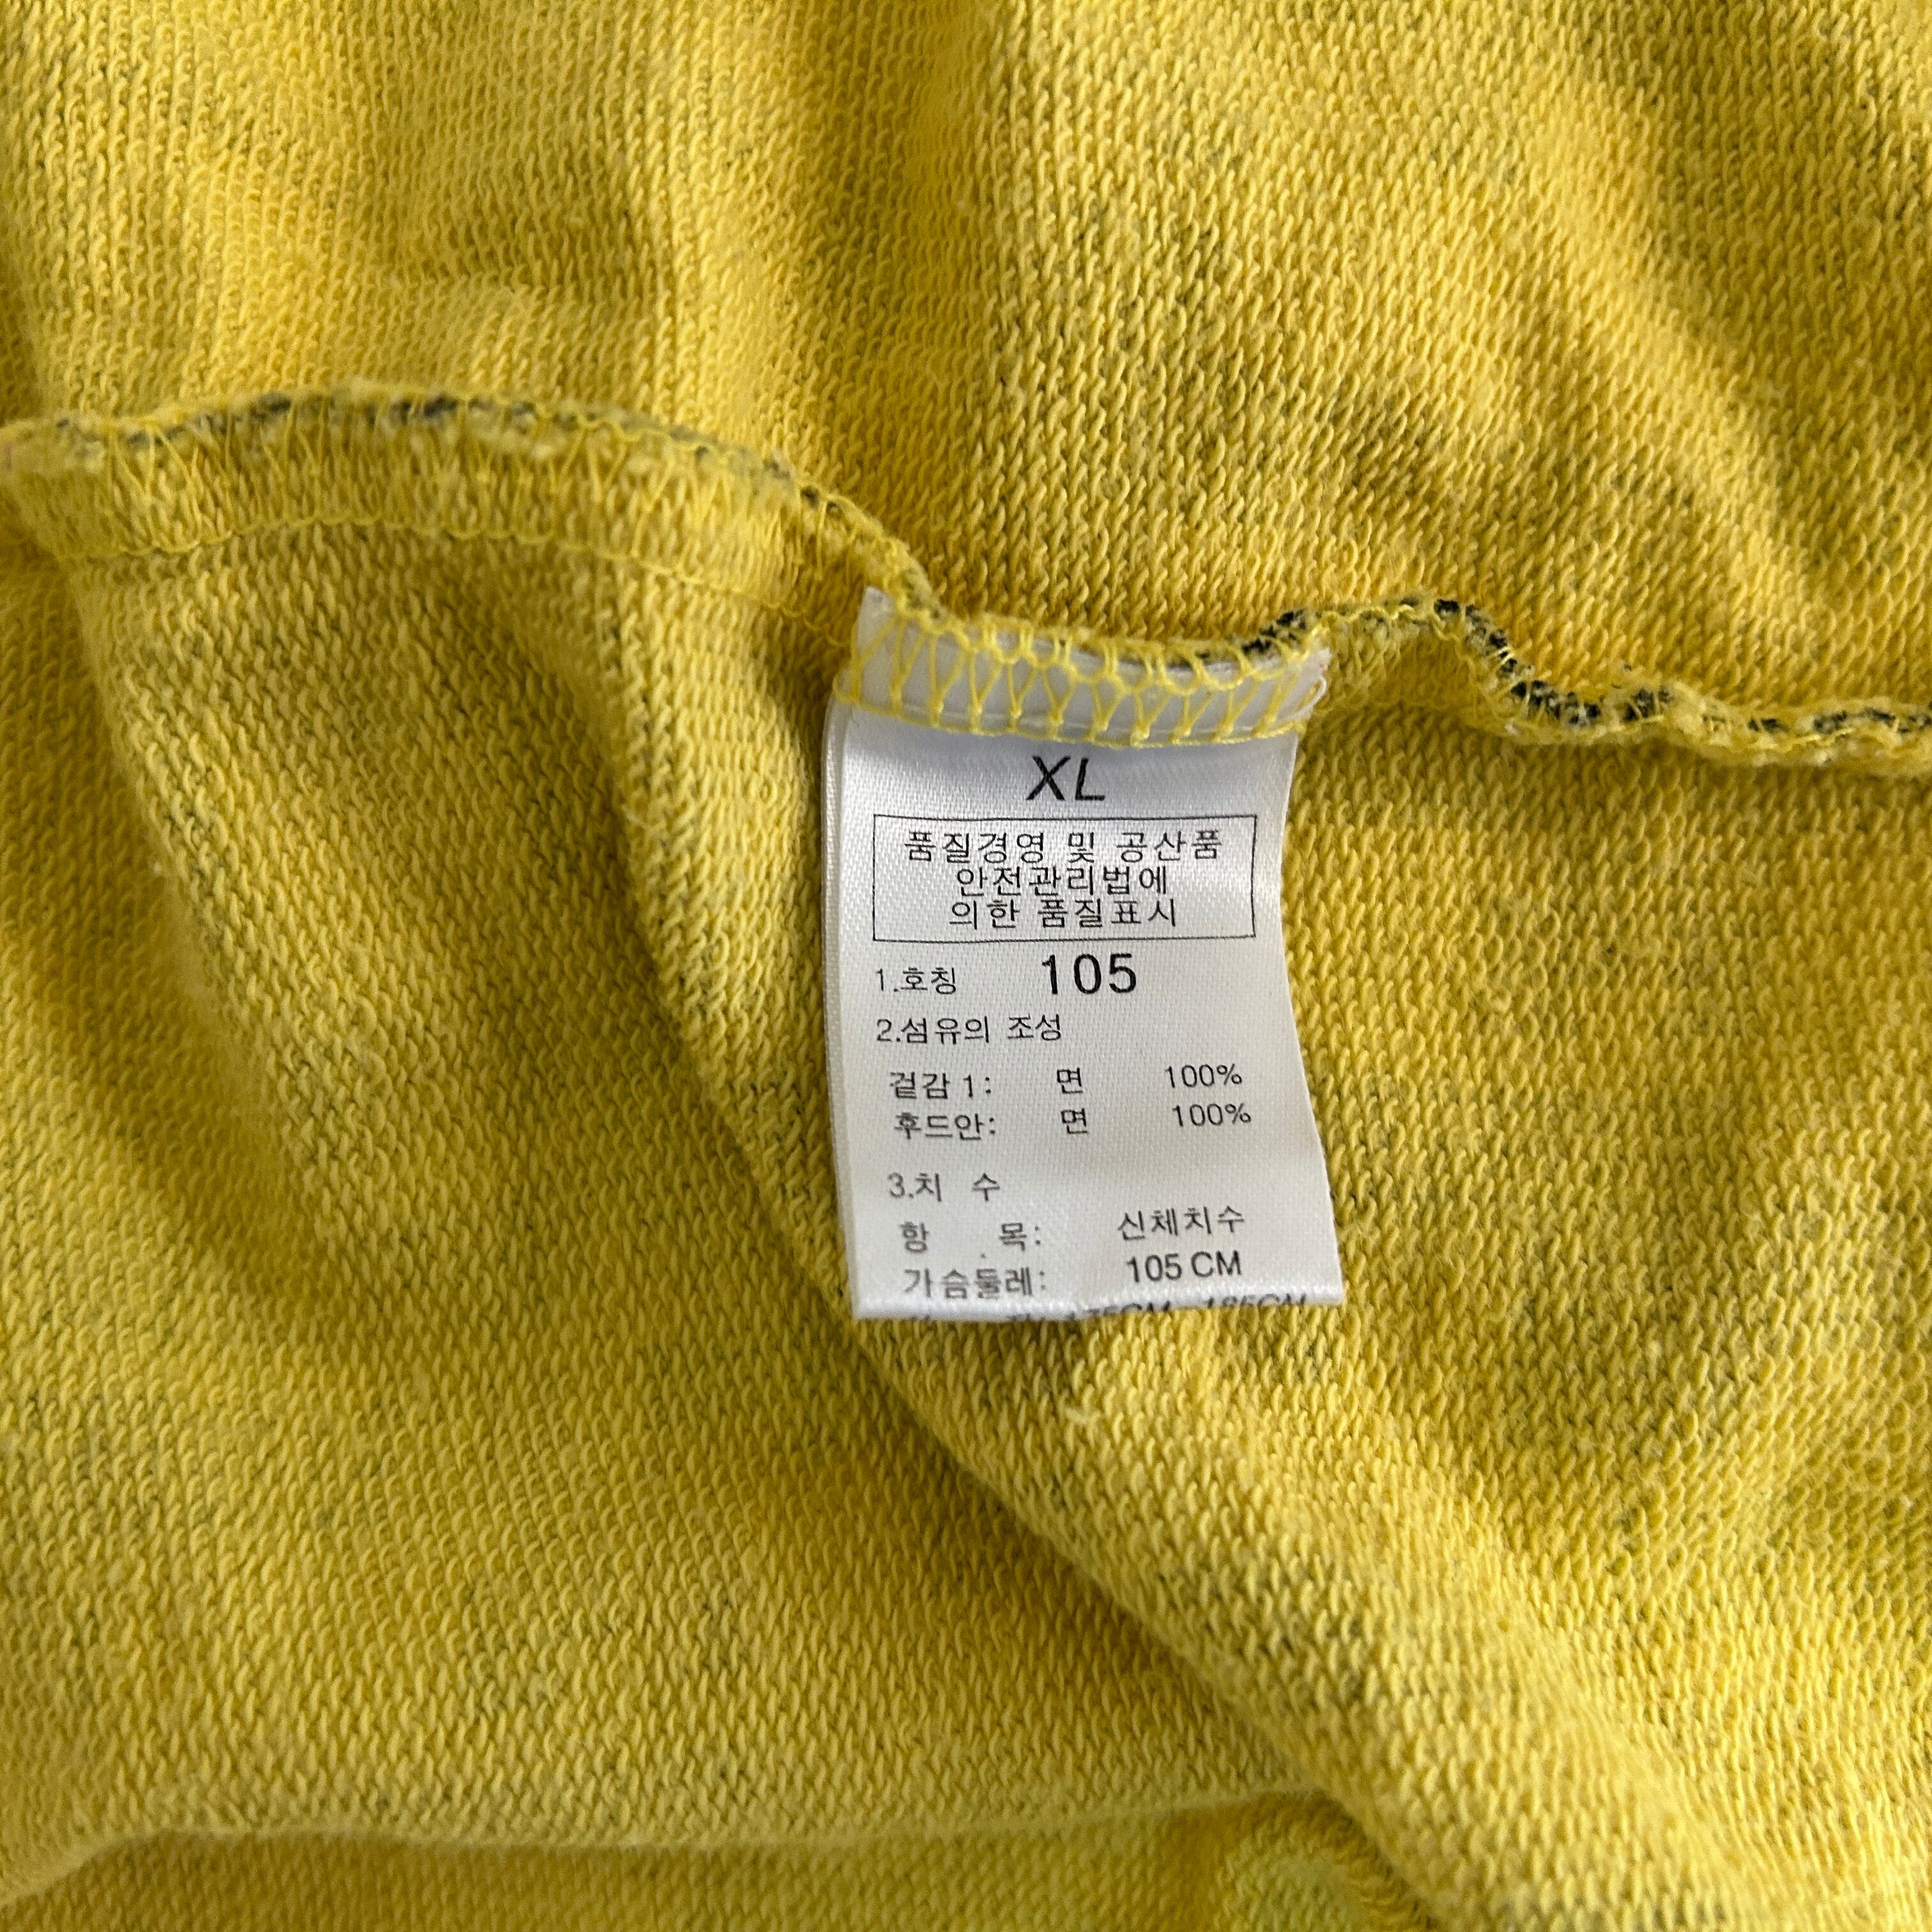 XL
품질경영 및 공산품
안전관리법에
의한 품질표시
1.호칭 105
2.섬유의 조성
겉감 1: 면 100%
후드안: 면 100%
3.치 수
항 목: 신체치수
가슴둘레: 105 CM